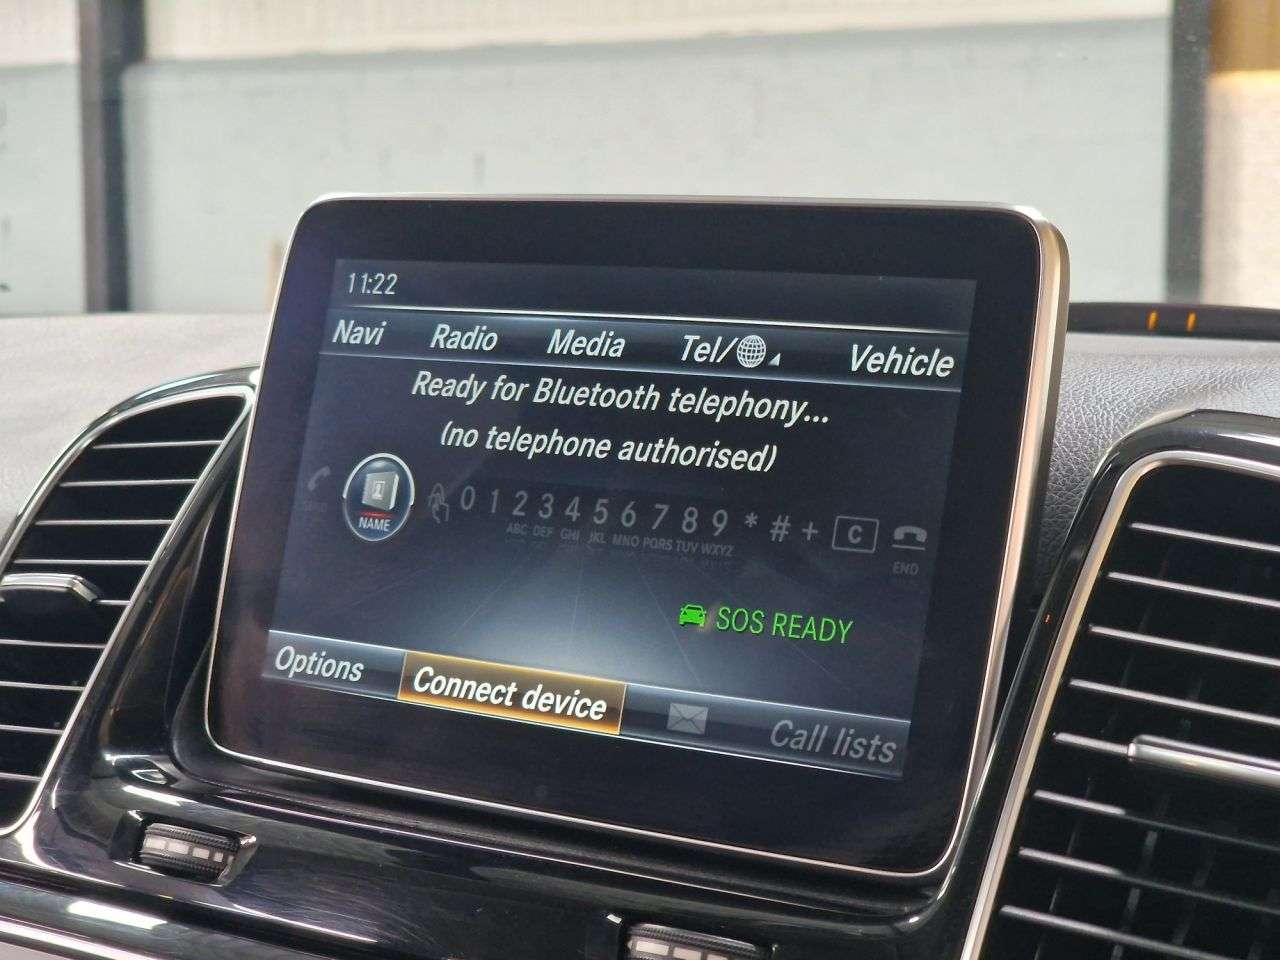 11:22
Navi Radio Media Tel/ Vehicle
Ready for Bluetooth telephony...
(no telephone authorised)
NAME 0 1 2 3 4 5 6 7 8 9 * # + C
ABC DEF GHI JKL MNO PQRS TUV WXYZ
END
SOS READY
Options Connect device Call lists